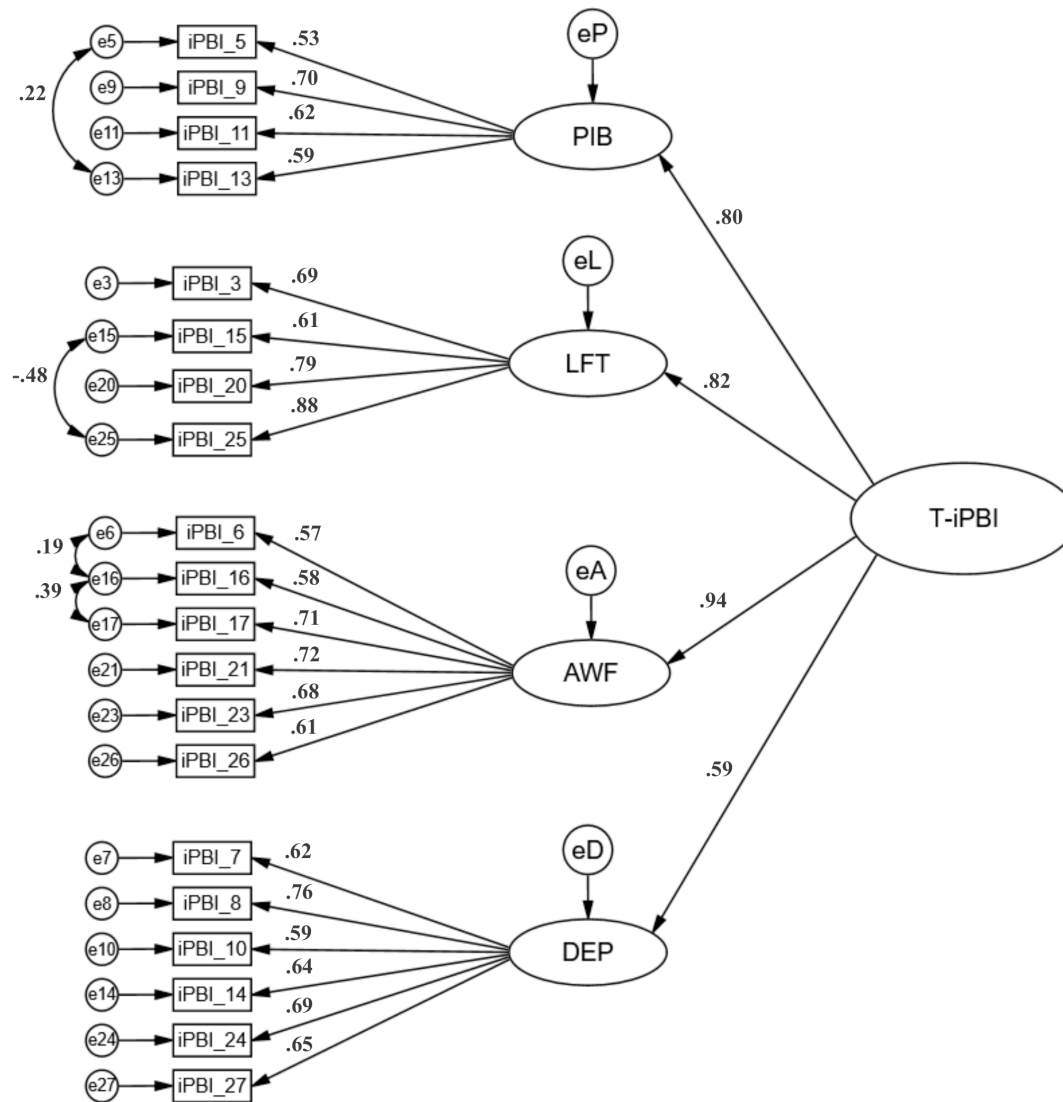 eP
e5 iPBI_5 .53
e9 iPBI_9 .70
.22
e11 iPBI_11 .62
PIB
e13 iPBI_13 .59
.80
eL
e3 iPBI_3 .69
e15 iPBI_15 .61
LFT
-.48
e20 iPBI_20 .79
.82
e25 iPBI_25 .88
T-iPBI
e6 iPBI_6 .57
.19
e16 iPBI_16 .58
eA
.39
e17 iPBI_17 .71
.94
e21 iPBI_21 .72
AWF
e23 iPBI_23 .68
e26 iPBI_26 .61
.59
eD
e7 iPBI_7 .62
e8 iPBI_8 .76
e10 iPBI_10 .59
DEP
e14 iPBI_14 .64
e24 iPBI_24 .69
e27 iPBI_27 .65